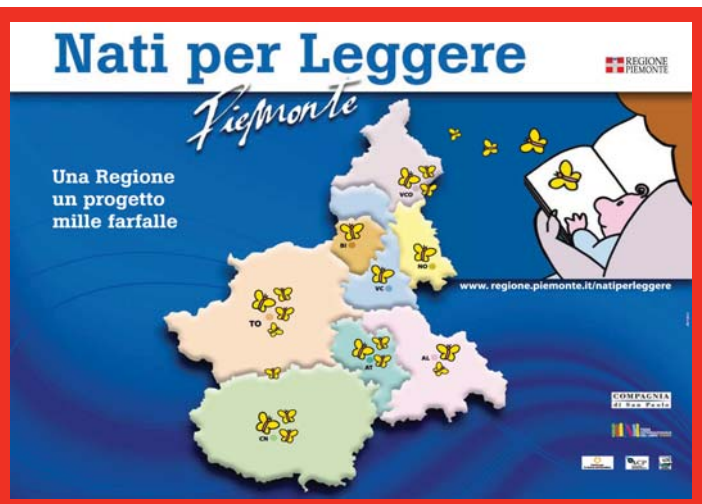 Nati per Leggere
Piemonte
REGIONE
PIEMONTE
Una Regione
un progetto
mille farfalle
VCO
BI
NO
VC
www. regione.piemonte.it/natiperleggere
TO
AT
AL
CN
COMPAGNIA
di San Paolo
ACP